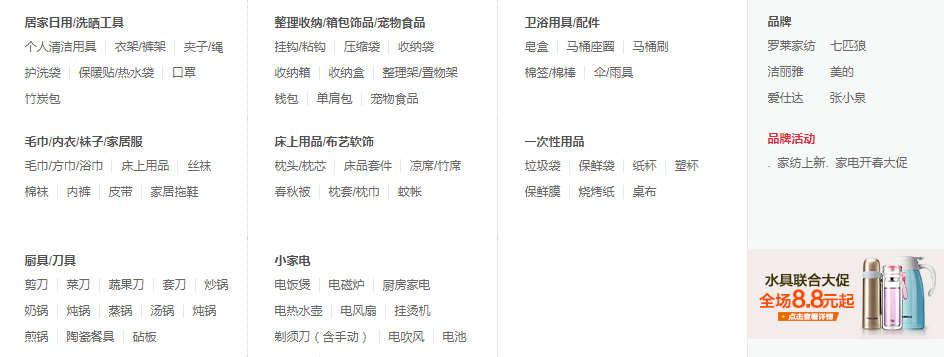 居家日用/洗晒工具
个人清洁用具 衣架/裤架 夹子/绳
护洗袋 保暖贴/热水袋 口罩
竹炭包
整理收纳/箱包饰品/宠物食品
挂钩/粘钩 压缩袋 收纳袋
收纳箱 收纳盒 整理架/置物架
钱包 单肩包 宠物食品
卫浴用具/配件
皂盒 马桶座圈 马桶刷
棉签/棉棒 伞/雨具
毛巾/内衣/袜子/家居服
毛巾/方巾/浴巾 床上用品 丝袜
棉袜 内裤 皮带 家居拖鞋
床上用品/布艺软饰
枕头/枕芯 床品套件 凉席/竹席
春秋被 枕套/枕巾 蚊帐
一次性用品
垃圾袋 保鲜袋 纸杯 塑杯
保鲜膜 烧烤纸 桌布
厨具/刀具
剪刀 菜刀 蔬果刀 套刀 炒锅
奶锅 炖锅 蒸锅 汤锅 炖锅
煎锅 陶瓷餐具 砧板
小家电
电饭煲 电磁炉 厨房家电
电热水壶 电风扇 挂烫机
剃须刀（含手动） 电吹风 电池
品牌
罗莱家纺 七匹狼
洁丽雅 美的
爱仕达 张小泉
品牌活动
. 家纺上新. 家电开春大促
水具联合大促
全场8.8元起
点击查看详情